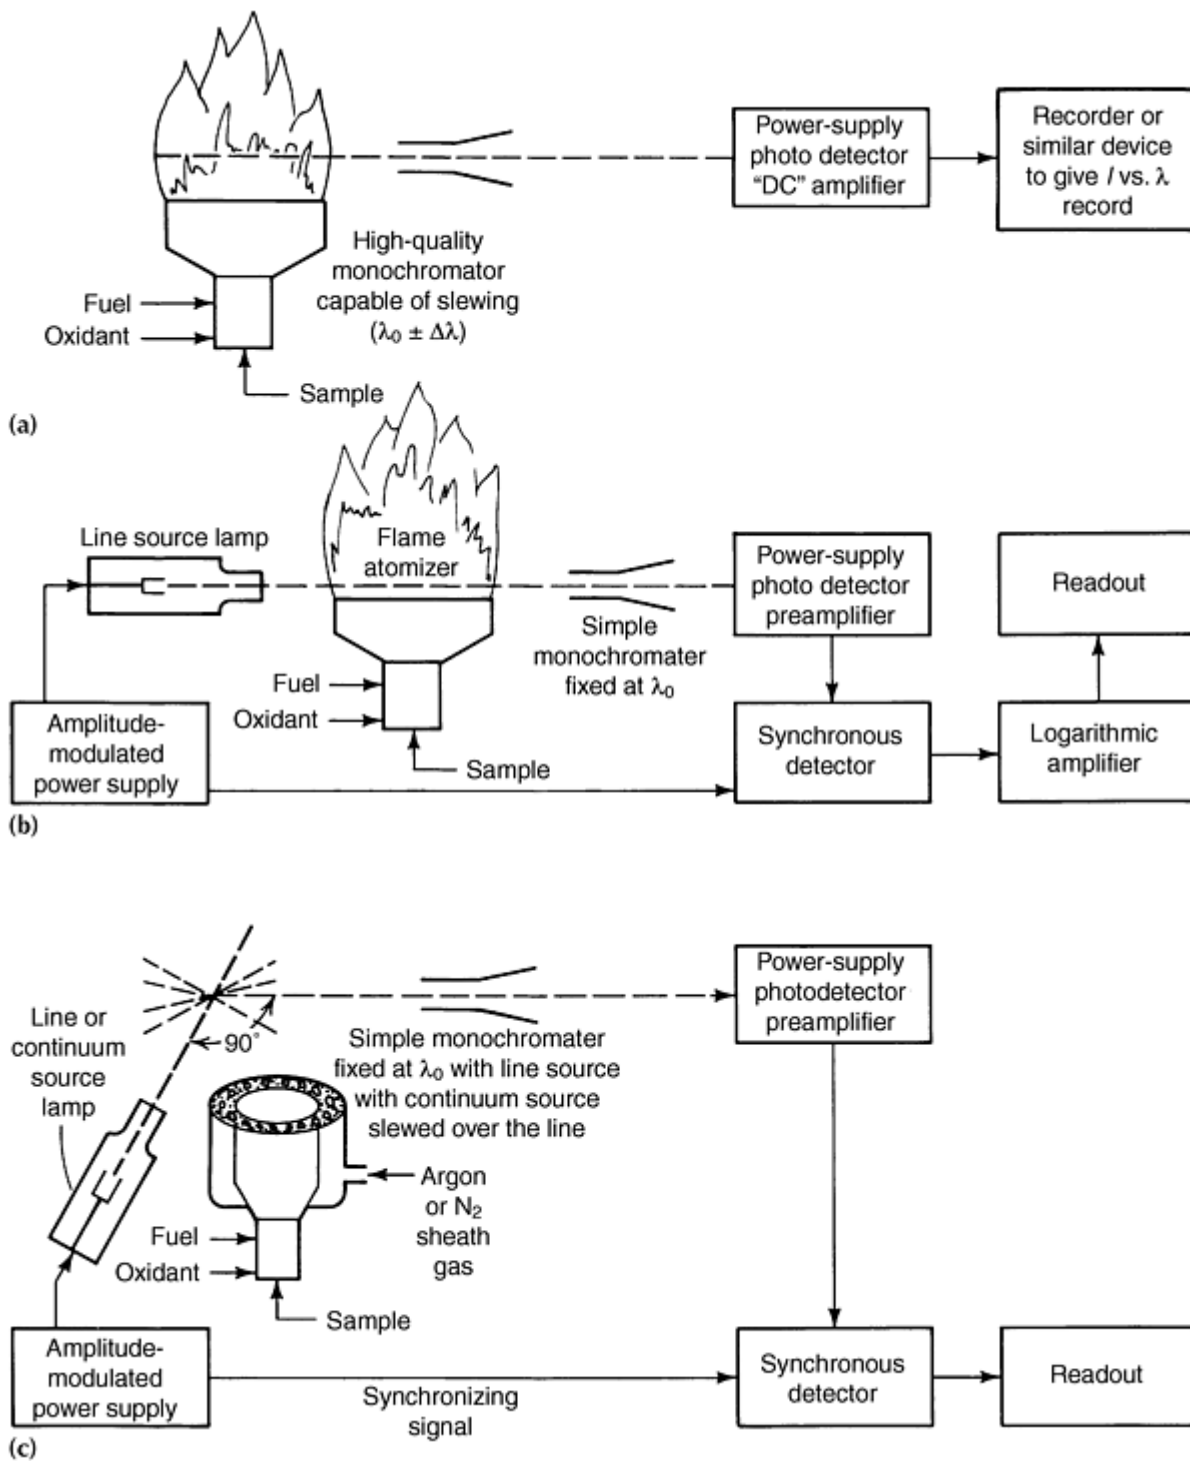 Power-supply
photo detector
“DC” amplifier
Recorder or
similar device
to give I vs. λ
record
High-quality
monochromator
capable of slewing
(λ₀ ± Δλ)
Fuel
Oxidant
Sample
(a)
Line source lamp
Flame
atomizer
Power-supply
photo detector
preamplifier
Readout
Simple
monochromater
fixed at λ₀
Fuel
Oxidant
Amplitude-
modulated
power supply
Sample
Synchronous
detector
Logarithmic
amplifier
(b)
Line or
continuum
source
lamp
90°
Simple monochromater
fixed at λ₀ with line source
with continuum source
slewed over the line
Power-supply
photodetector
preamplifier
Argon
or N₂
sheath
gas
Fuel
Oxidant
Sample
Amplitude-
modulated
power supply
Synchronizing
signal
Synchronous
detector
Readout
(c)